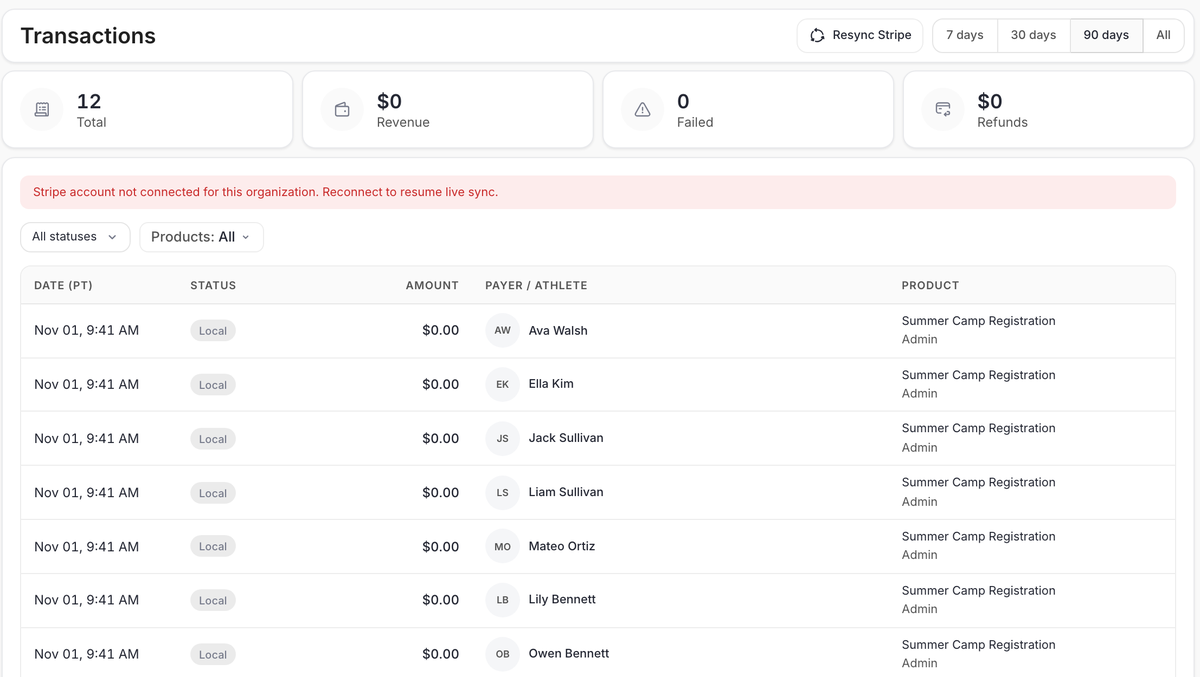 Transactions
Resync Stripe
7 days
30 days
90 days
All
12
Total
$0
Revenue
0
Failed
$0
Refunds
Stripe account not connected for this organization. Reconnect to resume live sync.
All statuses
Products: All
DATE (PT) STATUS AMOUNT PAYER / ATHLETE PRODUCT
Nov 01, 9:41 AM Local $0.00 AW Ava Walsh Summer Camp Registration
Admin
Nov 01, 9:41 AM Local $0.00 EK Ella Kim Summer Camp Registration
Admin
Nov 01, 9:41 AM Local $0.00 JS Jack Sullivan Summer Camp Registration
Admin
Nov 01, 9:41 AM Local $0.00 LS Liam Sullivan Summer Camp Registration
Admin
Nov 01, 9:41 AM Local $0.00 MO Mateo Ortiz Summer Camp Registration
Admin
Nov 01, 9:41 AM Local $0.00 LB Lily Bennett Summer Camp Registration
Admin
Nov 01, 9:41 AM Local $0.00 OB Owen Bennett Summer Camp Registration
Admin